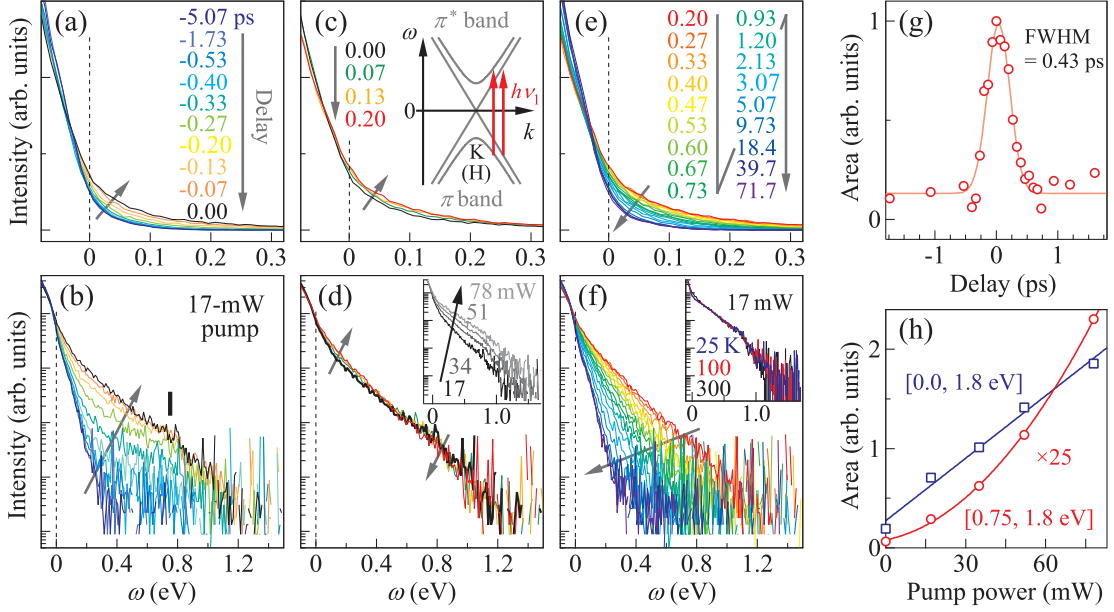 (a)
-5.07 ps
-1.73
-0.53
-0.40
-0.33
-0.27
-0.20
-0.13
-0.07
0.00
Delay
Intensity (arb. units)
0
0.1
0.2
0.3
(c)
0.00
0.07
0.13
0.20
π* band
ω
hν1
0
k
K
(H)
π band
0
0.1
0.2
0.3
(e)
0.20
0.27
0.33
0.40
0.47
0.53
0.60
0.67
0.73
0.93
1.20
2.13
3.07
5.07
9.73
18.4
39.7
71.7
0
0.1
0.2
0.3
(g)
FWHM
= 0.43 ps
Area (arb. units)
1
0
-1
0
1
Delay (ps)
(b)
17-mW
pump
Intensity (arb. units)
0
0.4
0.8
1.2
ω (eV)
(d)
78 mW
51
34
17
0
1.0
0
0.4
0.8
1.2
ω (eV)
(f)
17 mW
25 K
100
300
0
1.0
0
0.4
0.8
1.2
ω (eV)
(h)
[0.0, 1.8 eV]
×25
[0.75, 1.8 eV]
Area (arb. units)
2
1
0
0
30
60
Pump power (mW)